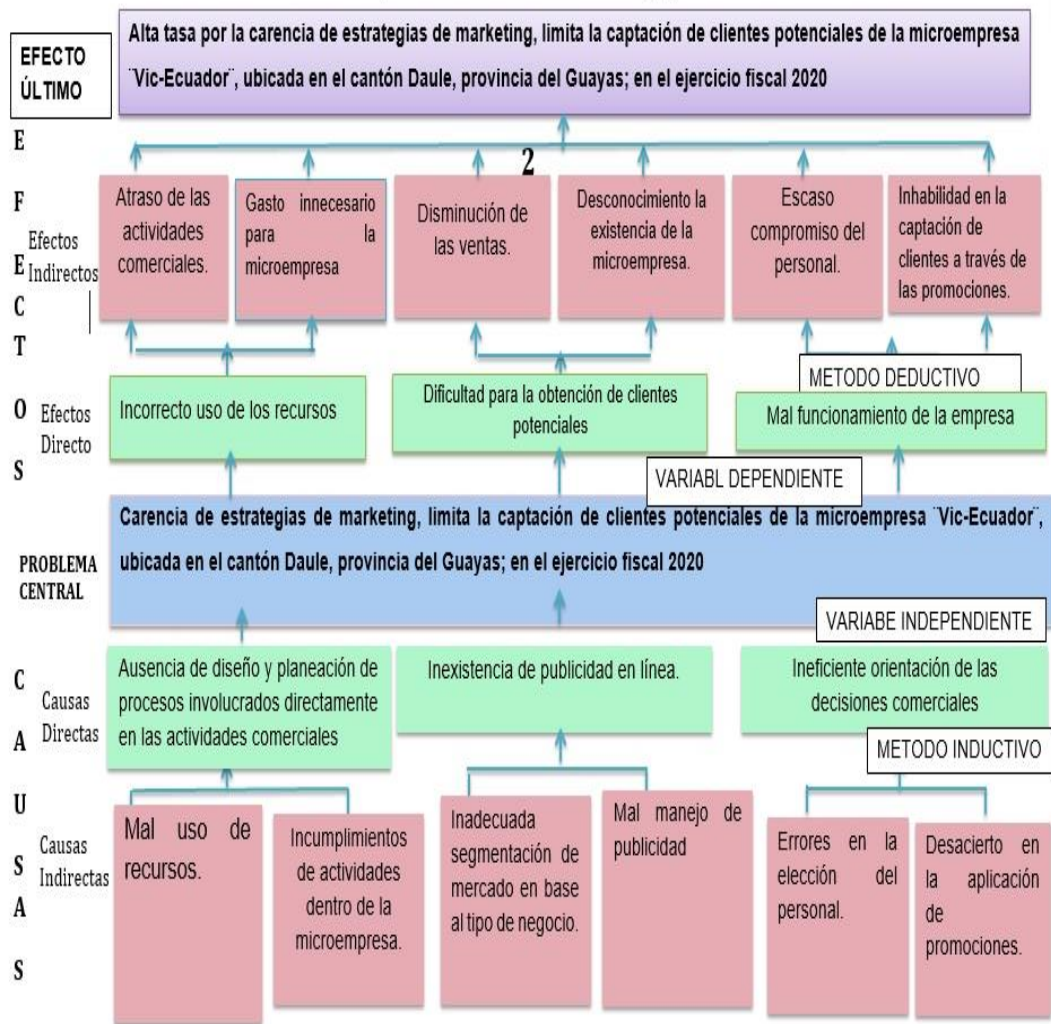 EFECTO
ÚLTIMO
Alta tasa por la carencia de estrategias de marketing, limita la captación de clientes potenciales de la microempresa
¨Vic-Ecuador¨, ubicada en el cantón Daule, provincia del Guayas; en el ejercicio fiscal 2020
2
E
F
E
C
T
O
S
Efectos
Indirectos
Atraso de las
actividades
comerciales.
Gasto innecesario
para la
microempresa
Disminución de
las ventas.
Desconocimiento la
existencia de la
microempresa.
Escaso
compromiso del
personal.
Inhabilidad en la
captación de
clientes a través de
las promociones.
METODO DEDUCTIVO
Efectos
Directo
Incorrecto uso de los recursos
Dificultad para la obtención de clientes
potenciales
Mal funcionamiento de la empresa
VARIABL DEPENDIENTE
PROBLEMA
CENTRAL
Carencia de estrategias de marketing, limita la captación de clientes potenciales de la microempresa ¨Vic-Ecuador¨,
ubicada en el cantón Daule, provincia del Guayas; en el ejercicio fiscal 2020
VARIABE INDEPENDIENTE
C
A
U
S
A
S
Causas
Directas
Ausencia de diseño y planeación de
procesos involucrados directamente
en las actividades comerciales
Inexistencia de publicidad en línea.
Ineficiente orientación de las
decisiones comerciales
METODO INDUCTIVO
Causas
Indirectas
Mal uso de
recursos.
Incumplimientos
de actividades
dentro de la
microempresa.
Inadecuada
segmentación de
mercado en base
al tipo de negocio.
Mal manejo de
publicidad
Errores en la
elección del
personal.
Desacierto en
la aplicación
de
promociones.